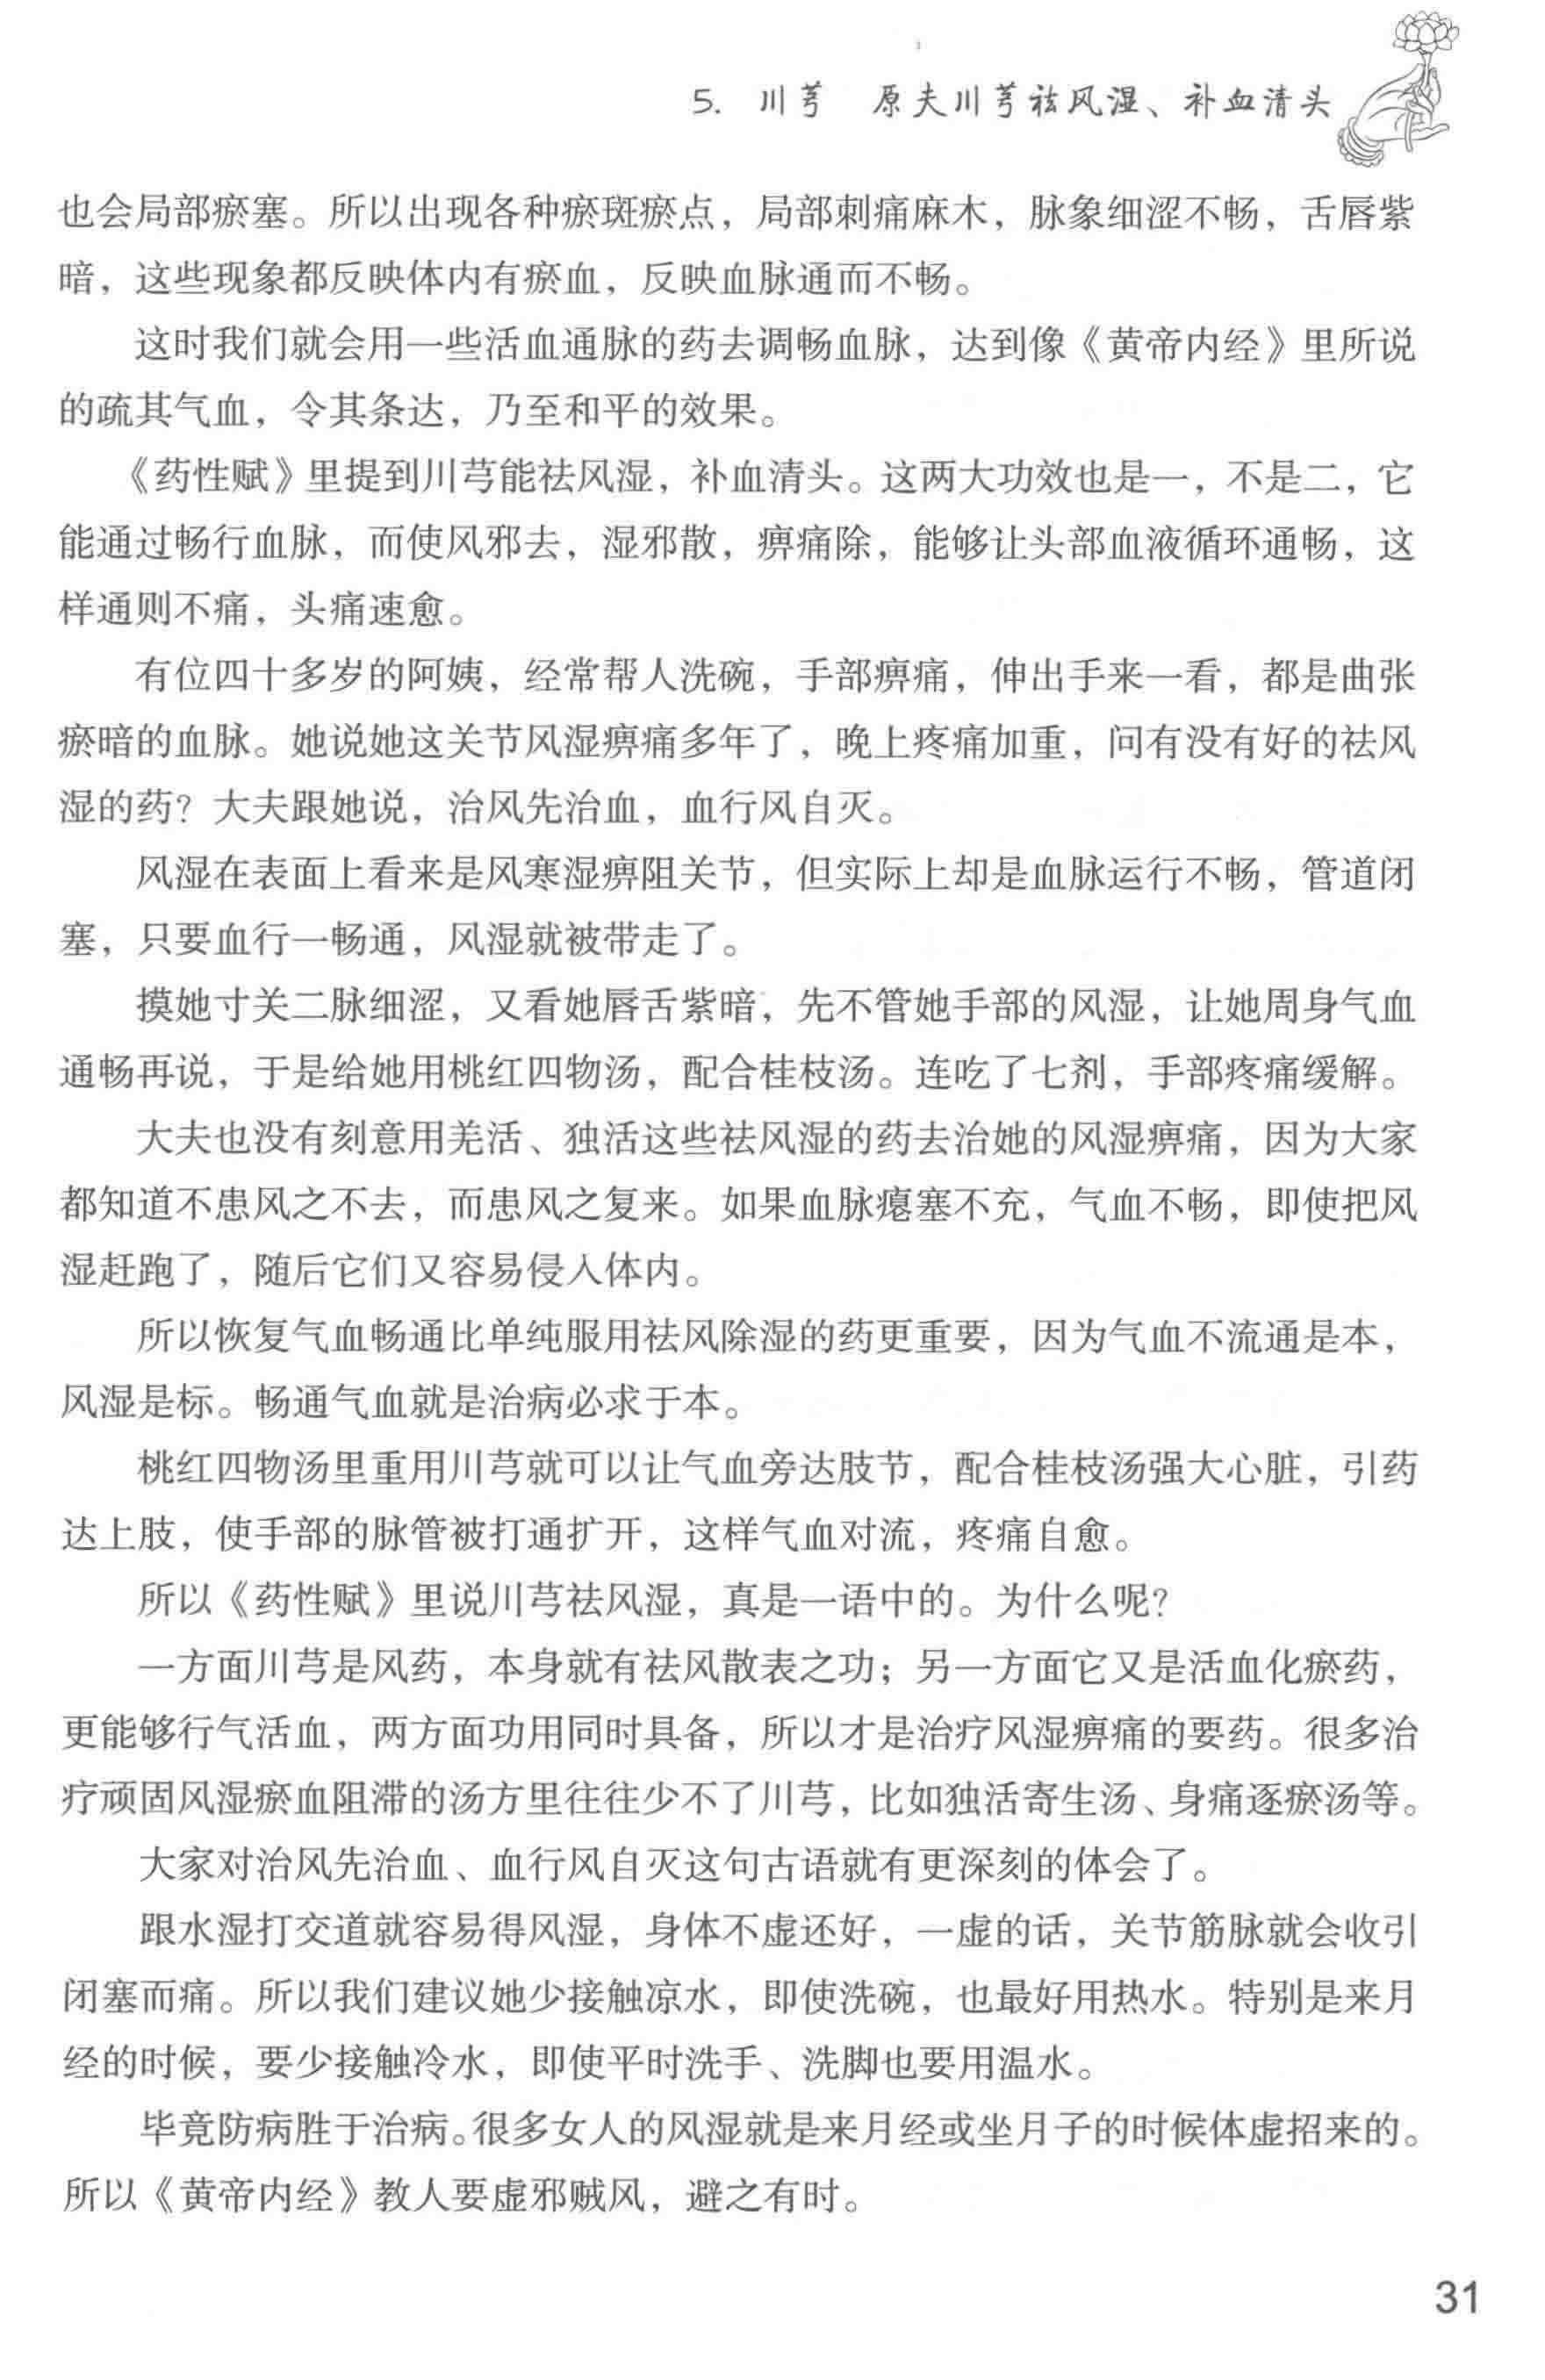 5. 川芎 原夫川芎祛风湿、补血清头
也会局部瘀塞。所以出现各种瘀斑瘀点，局部刺痛麻木，脉象细涩不畅，舌唇紫
暗，这些现象都反映体内有瘀血，反映血脉通而不畅。
这时我们就会用一些活血通脉的药去调畅血脉，达到像《黄帝内经》里所说
的疏其气血，令其条达，乃至和平的效果。
《药性赋》里提到川芎能祛风湿，补血清头。这两大功效也是一，不是二，它
能通过畅行血脉，而使风邪去，湿邪散，痹痛除，能够让头部血液循环通畅，这
样通则不痛，头痛速愈。
有位四十多岁的阿姨，经常帮人洗碗，手部痹痛，伸出手来一看，都是曲张
瘀暗的血脉。她说她这关节风湿痹痛多年了，晚上疼痛加重，问有没有好的祛风
湿的药？大夫跟她说，治风先治血，血行风自灭。
风湿在表面上看来是风寒湿痹阻关节，但实际上却是血脉运行不畅，管道闭
塞，只要血行一畅通，风湿就被带走了。
摸她寸关二脉细涩，又看她唇舌紫暗，先不管她手部的风湿，让她周身气血
通畅再说，于是给她用桃红四物汤，配合桂枝汤。连吃了七剂，手部疼痛缓解。
大夫也没有刻意用羌活、独活这些祛风湿的药去治她的风湿痹痛，因为大家
都知道不患风之不去，而患风之复来。如果血脉瘪塞不充，气血不畅，即使把风
湿赶跑了，随后它们又容易侵入体内。
所以恢复气血畅通比单纯服用祛风除湿的药更重要，因为气血不流通是本，
风湿是标。畅通气血就是治病必求于本。
桃红四物汤里重用川芎就可以让气血旁达肢节，配合桂枝汤强大心脏，引药
达上肢，使手部的脉管被打通扩开，这样气血对流，疼痛自愈。
所以《药性赋》里说川芎祛风湿，真是一语中的。为什么呢？
一方面川芎是风药，本身就有祛风散表之功；另一方面它又是活血化瘀药，
更能够行气活血，两方面功用同时具备，所以才是治疗风湿痹痛的要药。很多治
疗顽固风湿瘀血阻滞的汤方里往往少不了川芎，比如独活寄生汤、身痛逐瘀汤等。
大家对治风先治血、血行风自灭这句古语就有更深刻的体会了。
跟水湿打交道就容易得风湿，身体不虚还好，一虚的话，关节筋脉就会收引
闭塞而痛。所以我们建议她少接触凉水，即使洗碗，也最好用热水。特别是来月
经的时候，要少接触冷水，即使平时洗手、洗脚也要用温水。
毕竟防病胜于治病。很多女人的风湿就是来月经或坐月子的时候体虚招来的。
所以《黄帝内经》教人要虚邪贼风，避之有时。
31